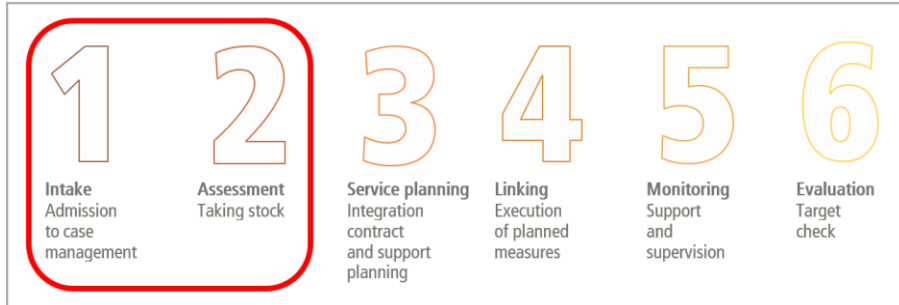 1
Intake
Admission
to case
management
2
Assessment
Taking stock
3
Service planning
Integration
contract
and support
planning
4
Linking
Execution
of planned
measures
5
Monitoring
Support
and
supervision
6
Evaluation
Target
check